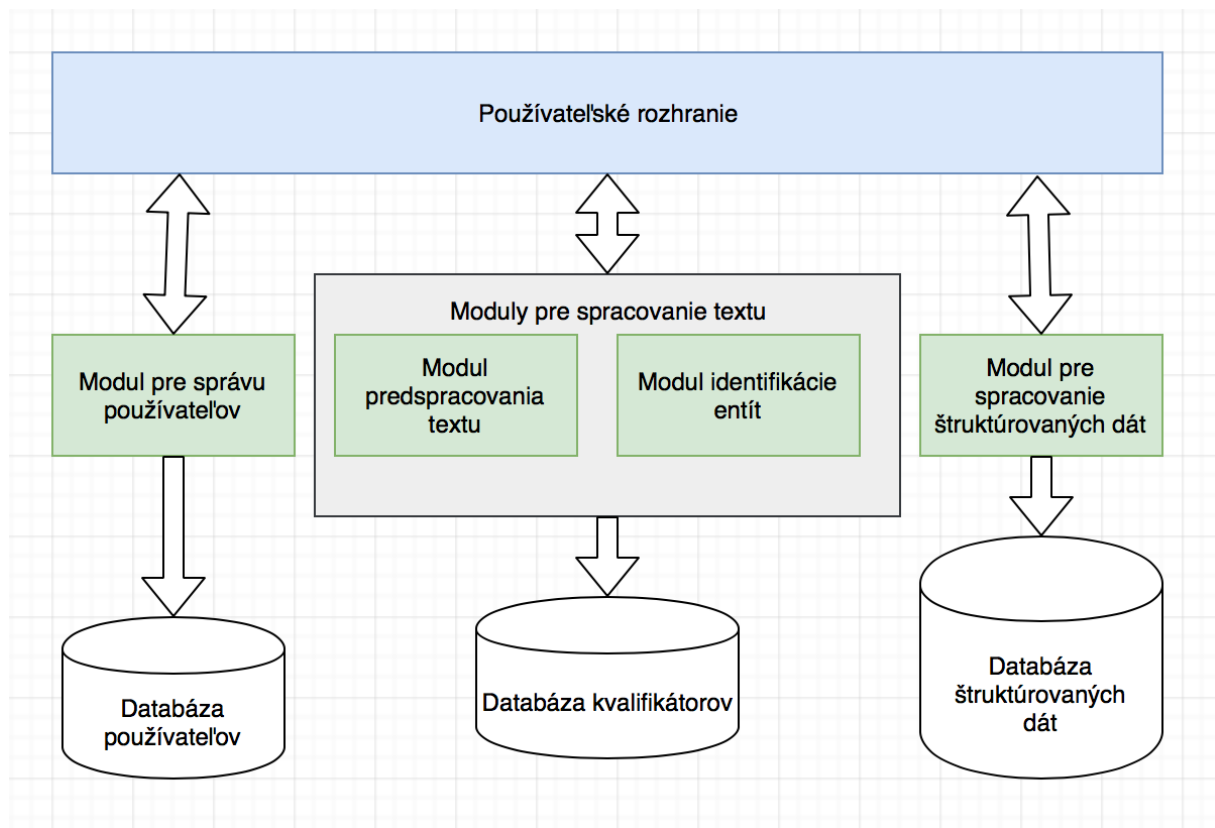 Používateľské rozhranie
Moduly pre spracovanie textu
Modul pre správu
používateľov
Modul
predspracovania
textu
Modul identifikácie
entít
Modul pre
spracovanie
štruktúrovaných dát
Databáza
používateľov
Databáza kvalifikátorov
Databáza
štruktúrovaných
dát